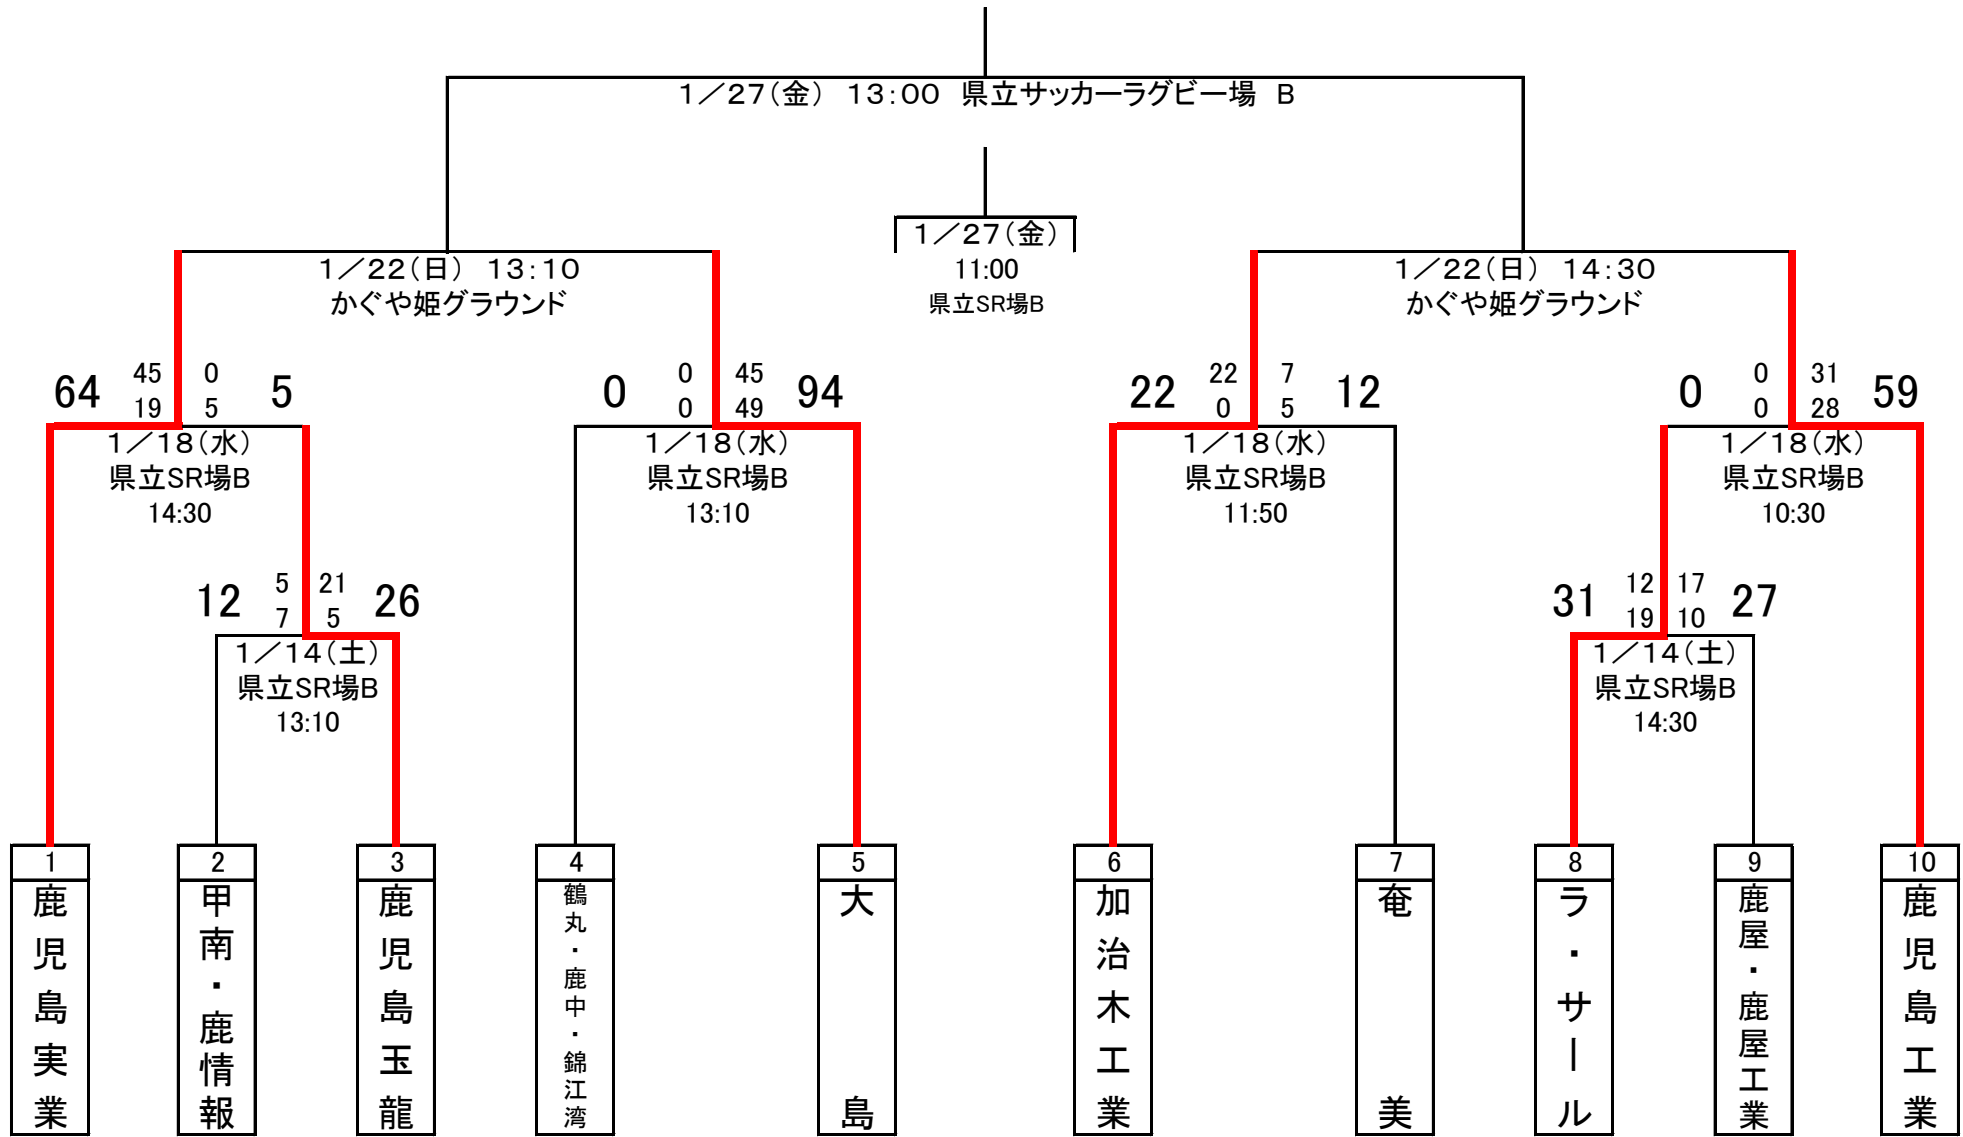 1／27(金)　13:00　県立サッカーラグビー場　B
1／27(金)
11:00
県立SR場B
1／22(日)　13:10
かぐや姫グラウンド
1／22(日)　14:30
かぐや姫グラウンド
64 45 0 5
19 5
1／18(水)
県立SR場B
14:30
0 0 45 94
0 49
1／18(水)
県立SR場B
13:10
22 22 7 12
0 5
1／18(水)
県立SR場B
11:50
0 0 31 59
0 28
1／18(水)
県立SR場B
10:30
12 5 21 26
7 5
1／14(土)
県立SR場B
13:10
31 12 17 27
19 10
1／14(土)
県立SR場B
14:30
1
鹿児島実業
2
甲南・鹿情報
3
鹿児島玉龍
4
鶴丸・鹿中・錦江湾
5
大島
6
加治木工業
7
奄美
8
ラ・サール
9
鹿屋・鹿屋工業
10
鹿児島工業